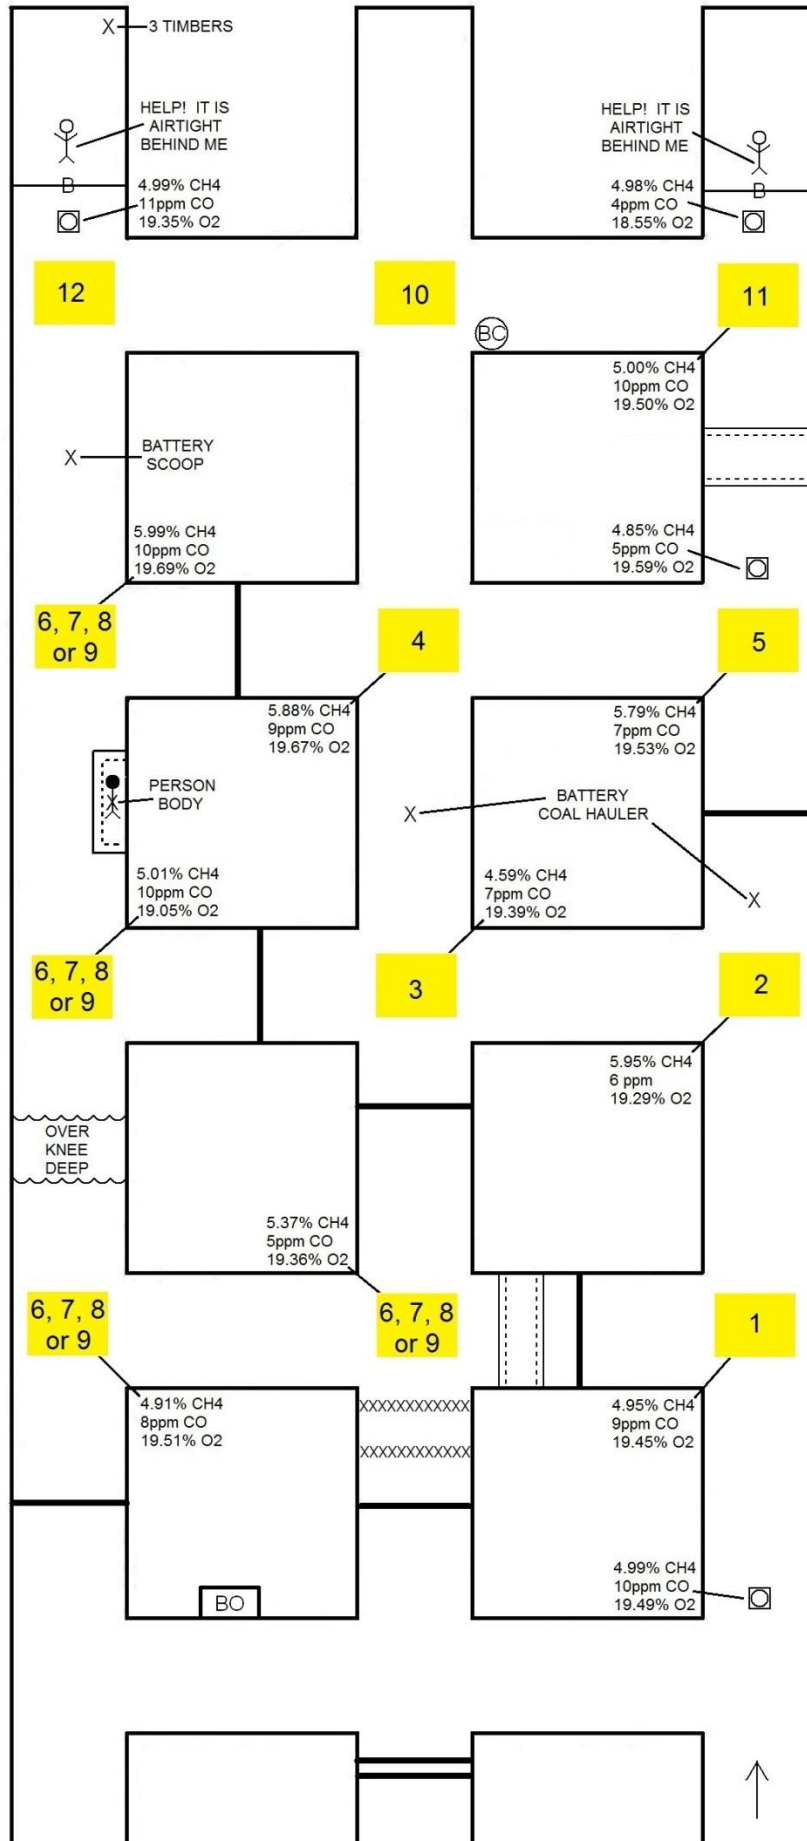 X
3 TIMBERS
HELP! IT IS
AIRTIGHT
BEHIND ME
HELP! IT IS
AIRTIGHT
BEHIND ME
B
B
4.99% CH4
11ppm CO
19.35% O2
4.98% CH4
4ppm CO
18.55% O2
12
10
11
BC
5.00% CH4
10ppm CO
19.50% O2
X
BATTERY
SCOOP
5.99% CH4
10ppm CO
19.69% O2
4.85% CH4
5ppm CO
19.59% O2
6, 7, 8
or 9
4
5
5.88% CH4
9ppm CO
19.67% O2
5.79% CH4
7ppm CO
19.53% O2
X
PERSON
BODY
X
BATTERY
COAL HAULER
X
5.01% CH4
10ppm CO
19.05% O2
4.59% CH4
7ppm CO
19.39% O2
6, 7, 8
or 9
3
2
5.95% CH4
6 ppm
19.29% O2
OVER
KNEE
DEEP
5.37% CH4
5ppm CO
19.36% O2
6, 7, 8
or 9
6, 7, 8
or 9
1
4.91% CH4
8ppm CO
19.51% O2
XXXXXXXXXXXX
XXXXXXXXXXXX
4.95% CH4
9ppm CO
19.45% O2
4.99% CH4
10ppm CO
19.49% O2
BO